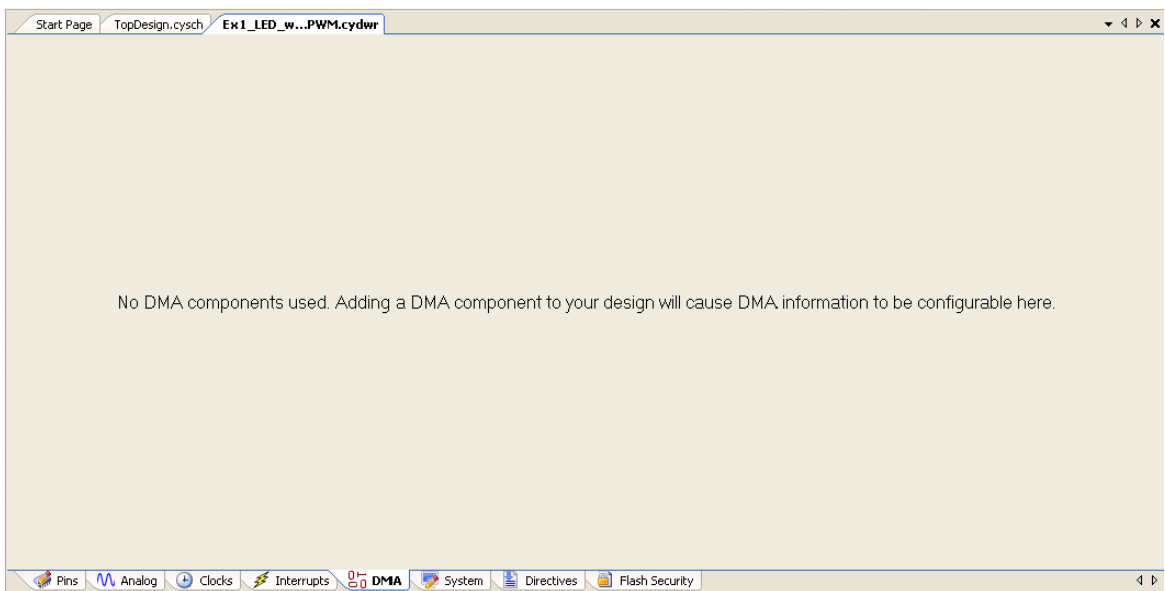 Start Page TopDesign.cysch Ex1_LED_w...PWM.cydwr
No DMA components used. Adding a DMA component to your design will cause DMA information to be configurable here.
Pins Analog Clocks Interrupts DMA System Directives Flash Security